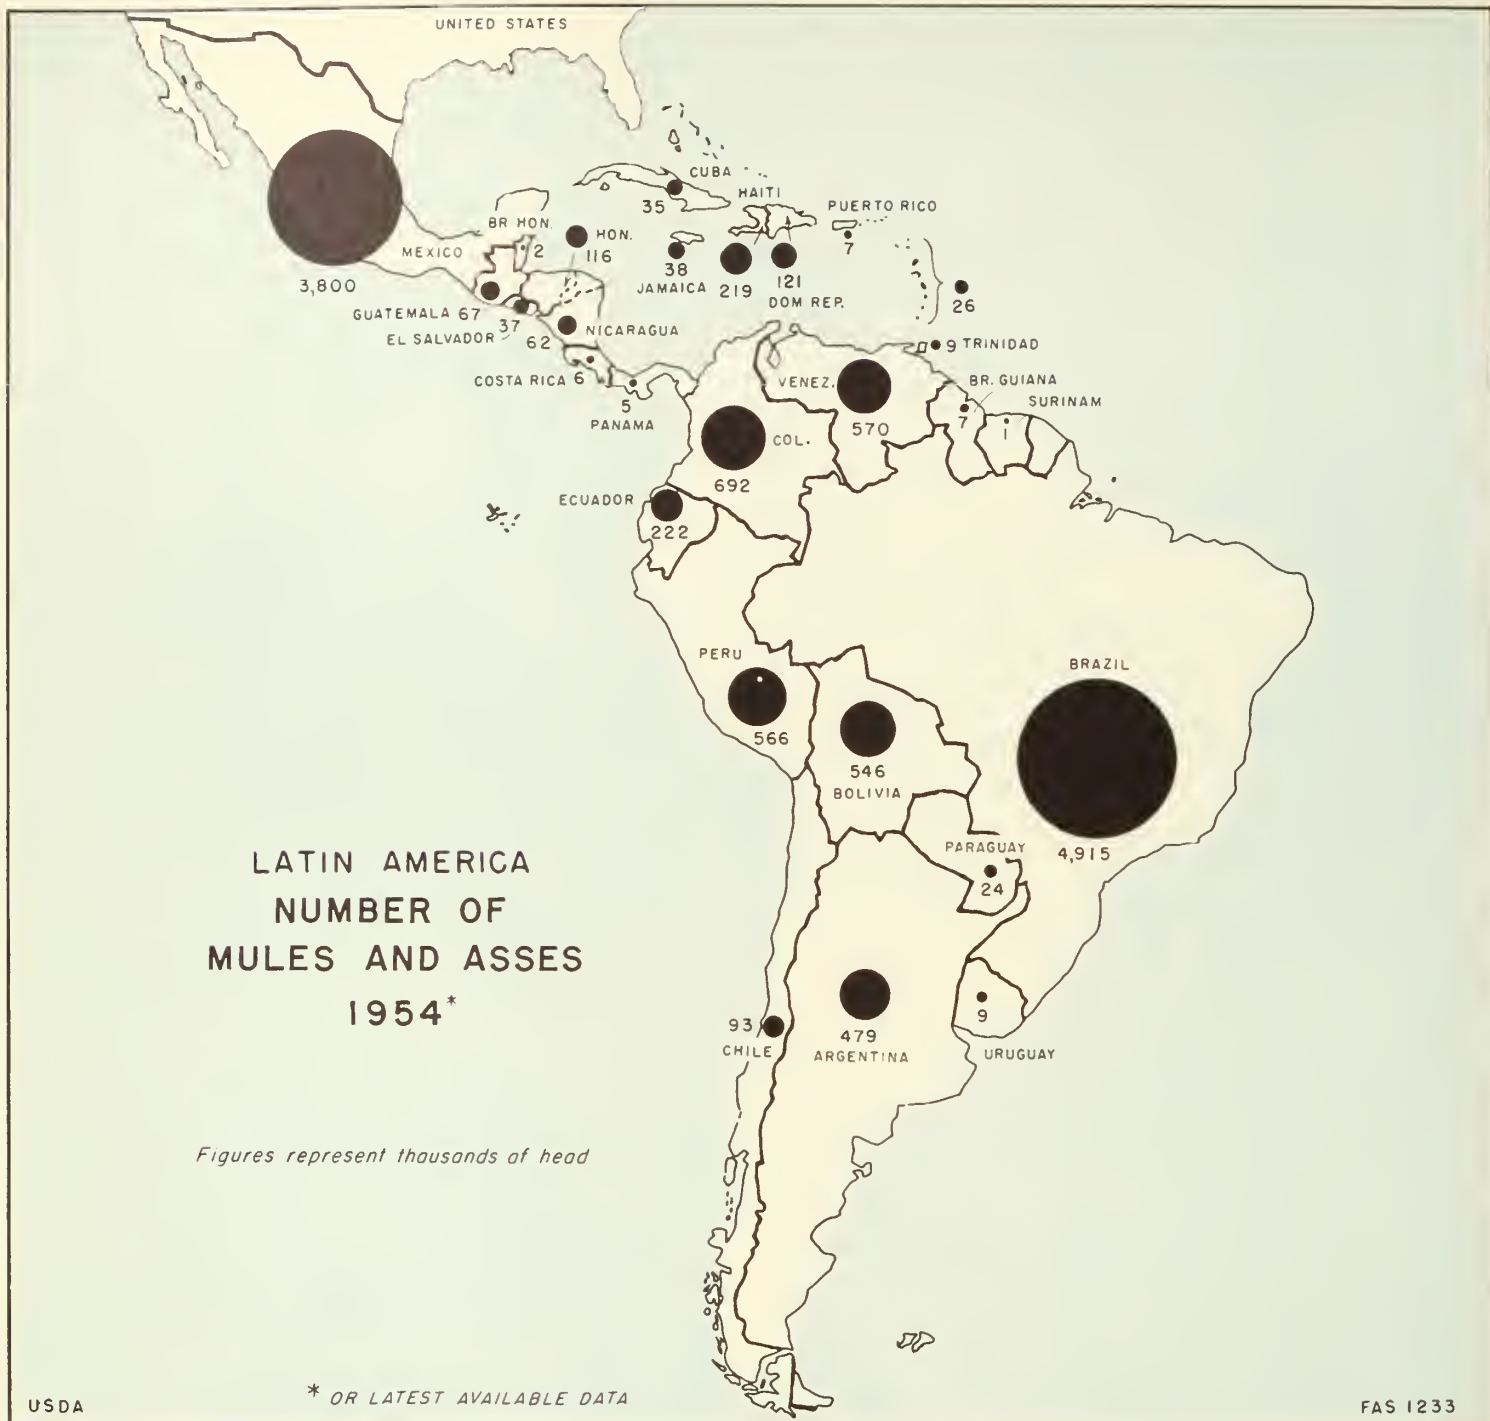 UNITED STATES
CUBA
35
HAITI
PUERTO RICO
7
BR. HON.
2
HON.
116
MEXICO
3,800
38
JAMAICA
219
121
DOM REP.
26
GUATEMALA 67
37
EL SALVADOR
62
NICARAGUA
9 TRINIDAD
COSTA RICA 6
5
PANAMA
VENEZ.
570
BR. GUIANA
7
SURINAM
1
COL.
692
ECUADOR
222
PERU
566
BRAZIL
4,915
546
BOLIVIA
PARAGUAY
24
LATIN AMERICA
NUMBER OF
MULES AND ASSES
1954*
93
CHILE
479
ARGENTINA
9
URUGUAY
Figures represent thousands of head
* OR LATEST AVAILABLE DATA
USDA
FAS 1233